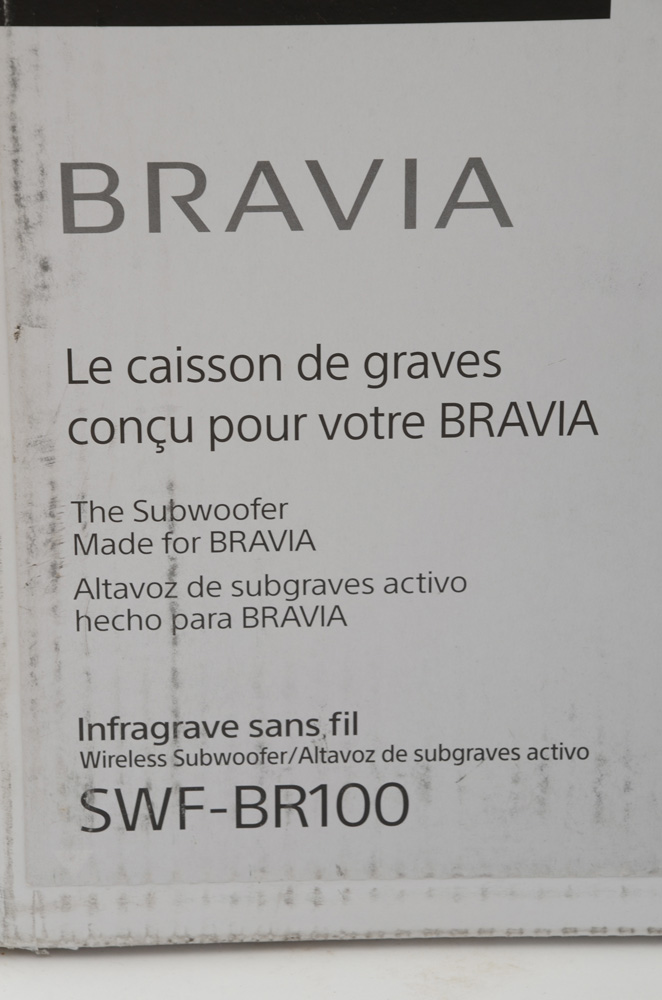 BRAVIA
Le caisson de graves
conçu pour votre BRAVIA
The Subwoofer
Made for BRAVIA
Altavoz de subgraves activo
hecho para BRAVIA
Infragrave sans fil
Wireless Subwoofer/Altavoz de subgraves activo
SWF-BR100